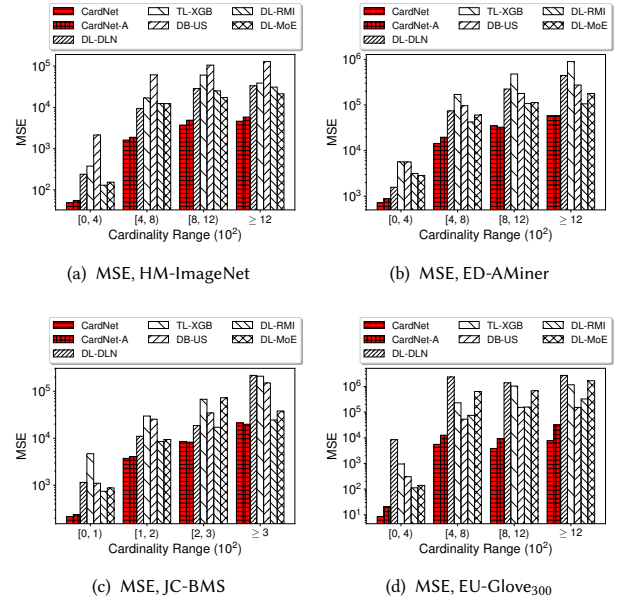 CardNet TL-XGB DL-RMI
CardNet-A DB-US DL-MoE
DL-DLN
10^5
10^4
10^3
10^2
MSE
[0, 4) [4, 8) [8, 12) ≥ 12
Cardinality Range (10^2)
(a) MSE, HM-ImageNet
CardNet TL-XGB DL-RMI
CardNet-A DB-US DL-MoE
DL-DLN
10^6
10^5
10^4
10^3
MSE
[0, 4) [4, 8) [8, 12) ≥ 12
Cardinality Range (10^2)
(b) MSE, ED-AMiner
CardNet TL-XGB DL-RMI
CardNet-A DB-US DL-MoE
DL-DLN
10^5
10^4
10^3
MSE
[0, 1) [1, 2) [2, 3) ≥ 3
Cardinality Range (10^2)
(c) MSE, JC-BMS
CardNet TL-XGB DL-RMI
CardNet-A DB-US DL-MoE
DL-DLN
10^6
10^5
10^4
10^3
10^2
10^1
MSE
[0, 4) [4, 8) [8, 12) ≥ 12
Cardinality Range (10^2)
(d) MSE, EU-Glove300